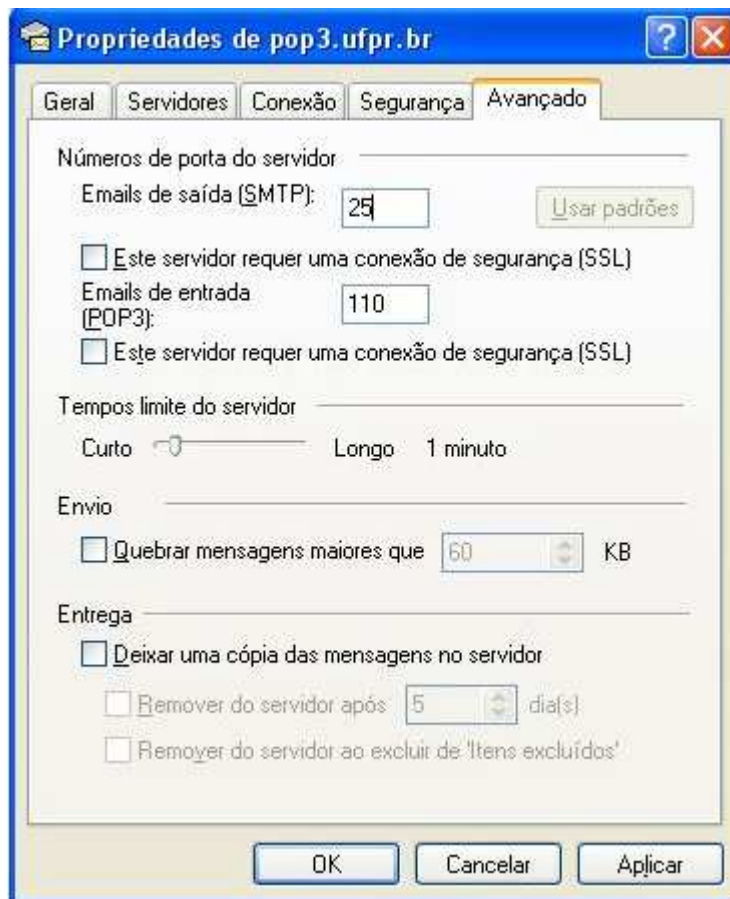 Propriedades de pop3.ufpr.br
Geral Servidores Conexão Segurança Avançado
Números de porta do servidor
Emails de saída (SMTP): 25 Usar padrões
Este servidor requer uma conexão de segurança (SSL)
Emails de entrada
(POP3): 110
Este servidor requer uma conexão de segurança (SSL)
Tempos limite do servidor
Curto Longo 1 minuto
Envio
Quebrar mensagens maiores que 60 KB
Entrega
Deixar uma cópia das mensagens no servidor
Remover do servidor após 5 dia(s)
Remover do servidor ao excluir de 'Itens excluídos'
OK Cancelar Aplicar